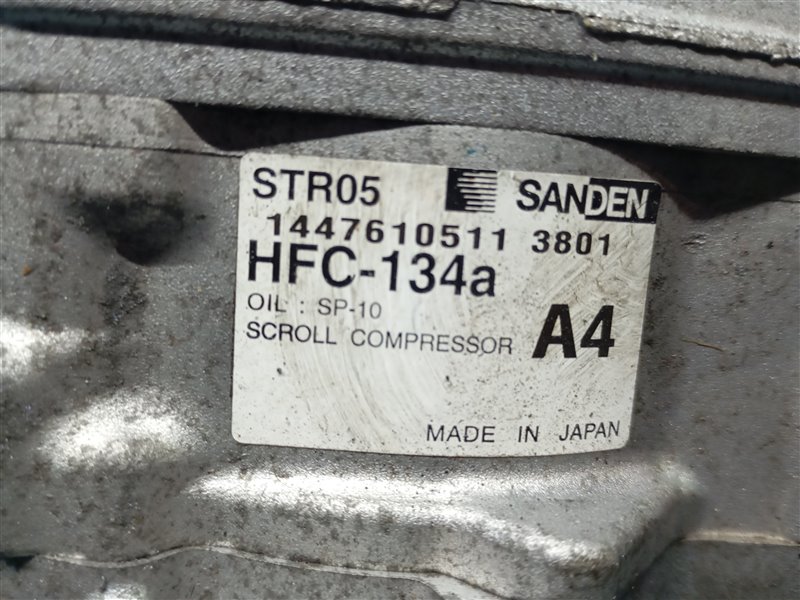 STR05 SANDEN
1447610511 3801
HFC-134a
OIL : SP-10
SCROLL COMPRESSOR A4
MADE IN JAPAN